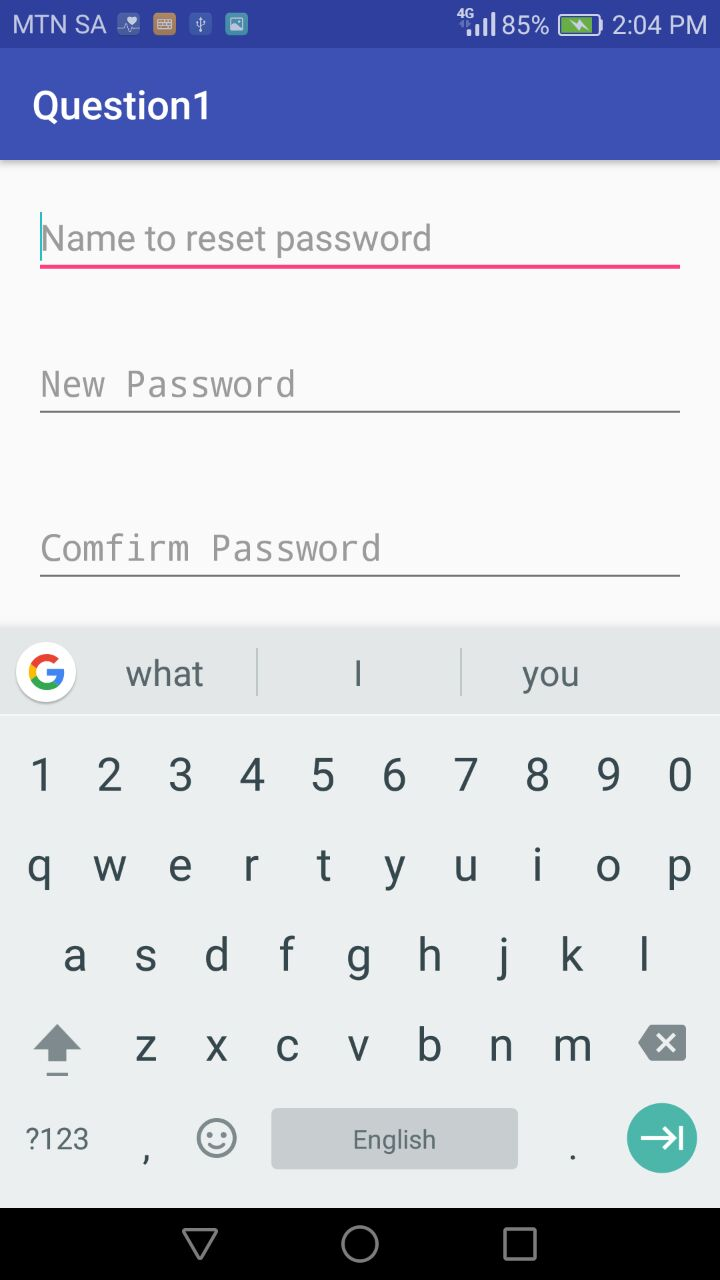 MTN SA 4G 85% 2:04 PM
Question1
Name to reset password
New Password
Comfirm Password
G what I you
1 2 3 4 5 6 7 8 9 0
q w e r t y u i o p
a s d f g h j k l
z x c v b n m
?123 , English .